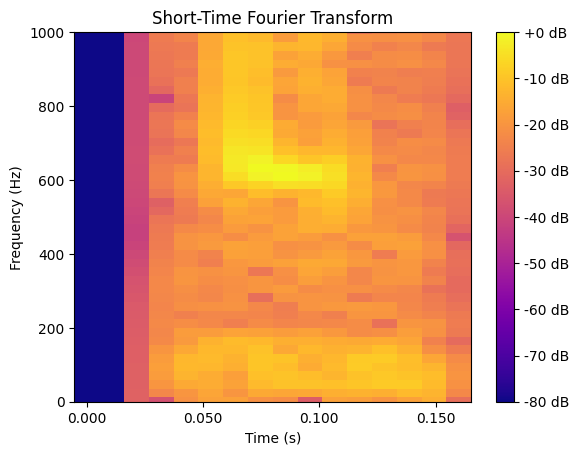 Short-Time Fourier Transform
Frequency (Hz)
1000
800
600
400
200
0
0.000
0.050
0.100
0.150
Time (s)
+0 dB
-10 dB
-20 dB
-30 dB
-40 dB
-50 dB
-60 dB
-70 dB
-80 dB